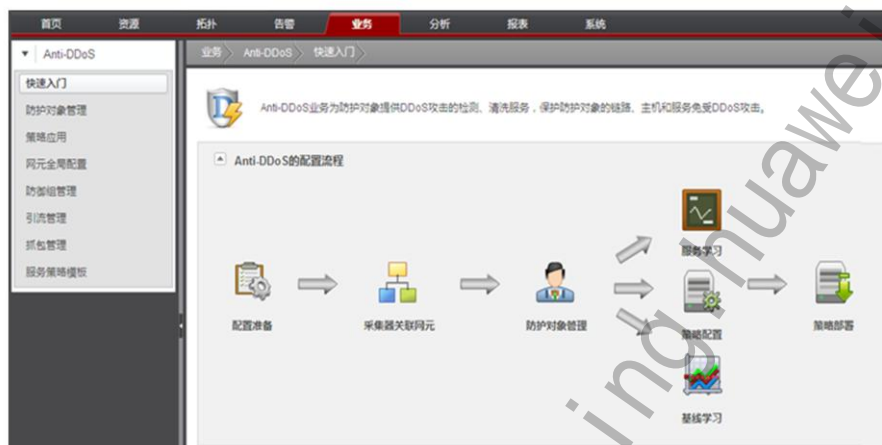 首页 资源 拓扑 告警 业务 分析 报表 系统
Anti-DDoS
业务 Anti-DDoS 快速入门
快速入门
防护对象管理
策略应用
网元全局配置
防御组管理
引流管理
抓包管理
服务策略模板
Anti-DDoS业务为防护对象提供DDoS攻击的检测、清洗服务，保护防护对象的链路、主机和服务免受DDoS攻击。
Anti-DDoS的配置流程
配置准备
采集器关联网元
防护对象管理
服务学习
策略配置
基线学习
策略部署
ing.huawei